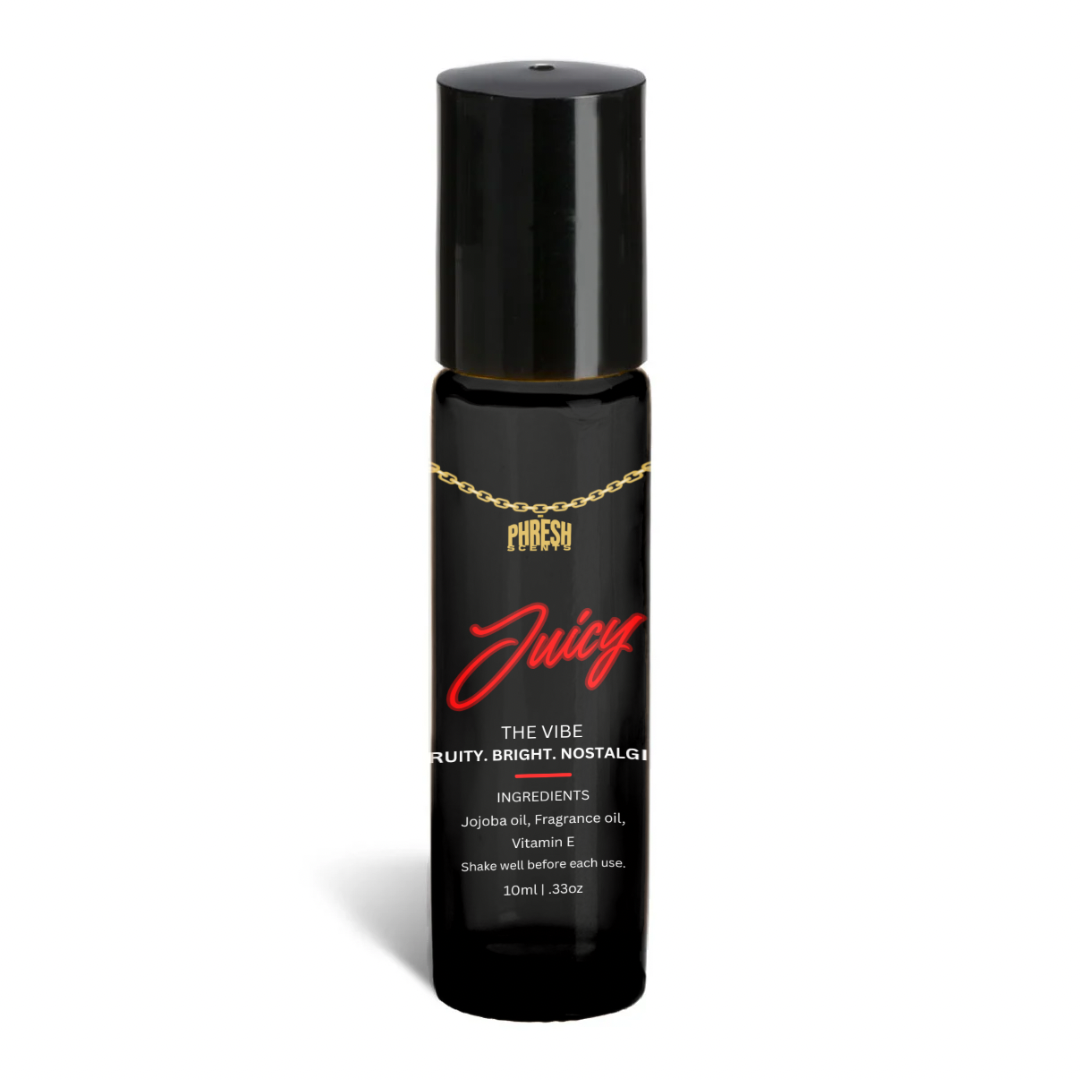 PHRESH
SCENTS
Juicy
THE VIBE
RUITY. BRIGHT. NOSTALGI
INGREDIENTS
Jojoba oil, Fragrance oil,
Vitamin E
Shake well before each use.
10ml | .33oz